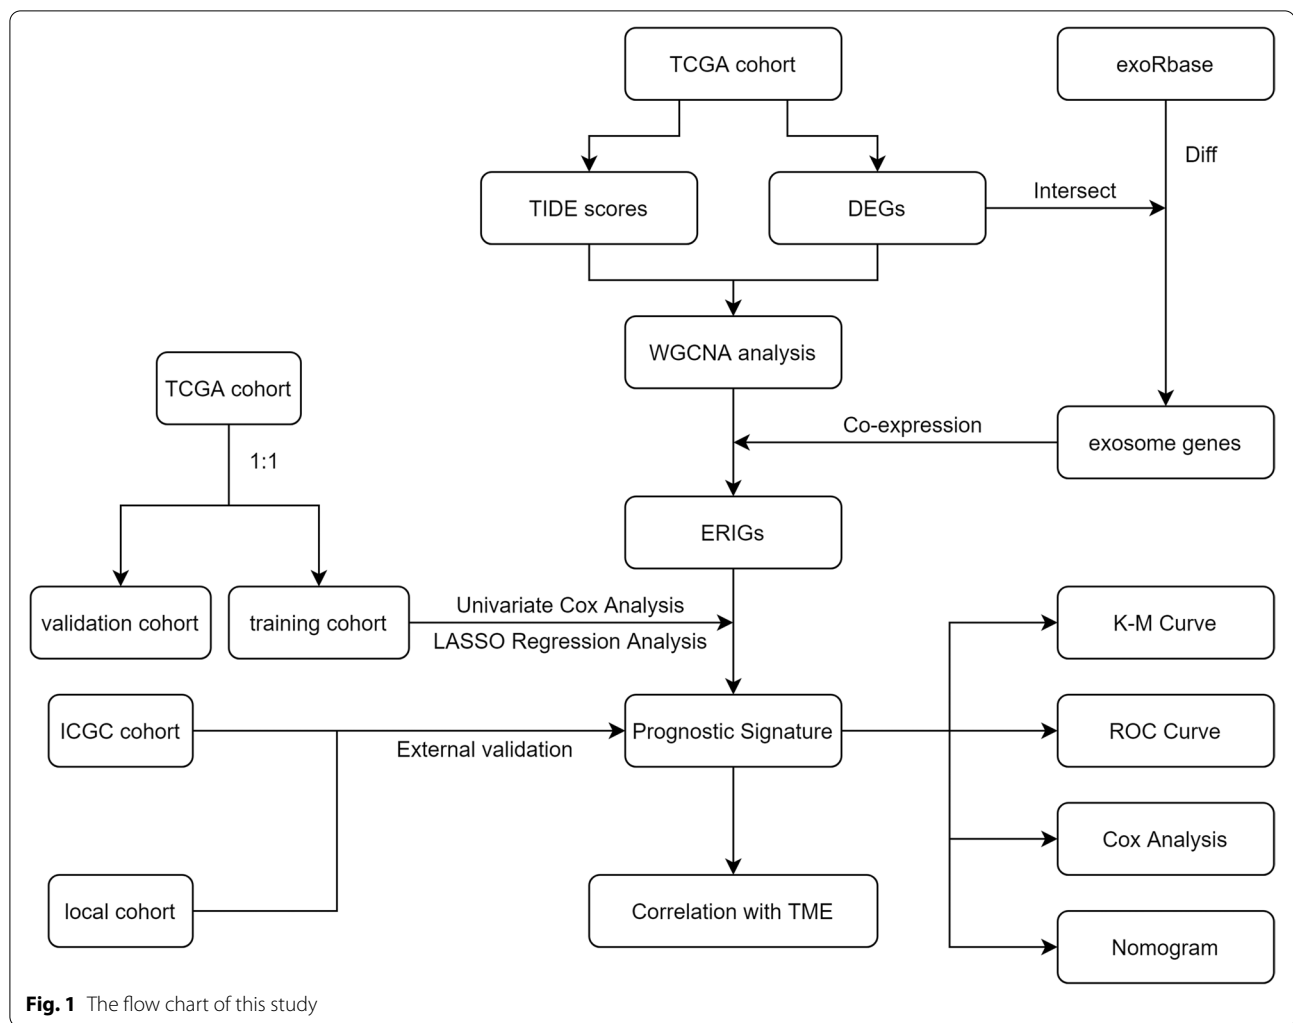 TCGA cohort
exoRbase
Diff
TIDE scores
DEGs
Intersect
WGCNA analysis
TCGA cohort
1:1
Co-expression
exosome genes
ERIGs
validation cohort
training cohort
Univariate Cox Analysis
LASSO Regression Analysis
K-M Curve
ICGC cohort
External validation
Prognostic Signature
ROC Curve
Cox Analysis
local cohort
Correlation with TME
Nomogram
Fig. 1 The flow chart of this study